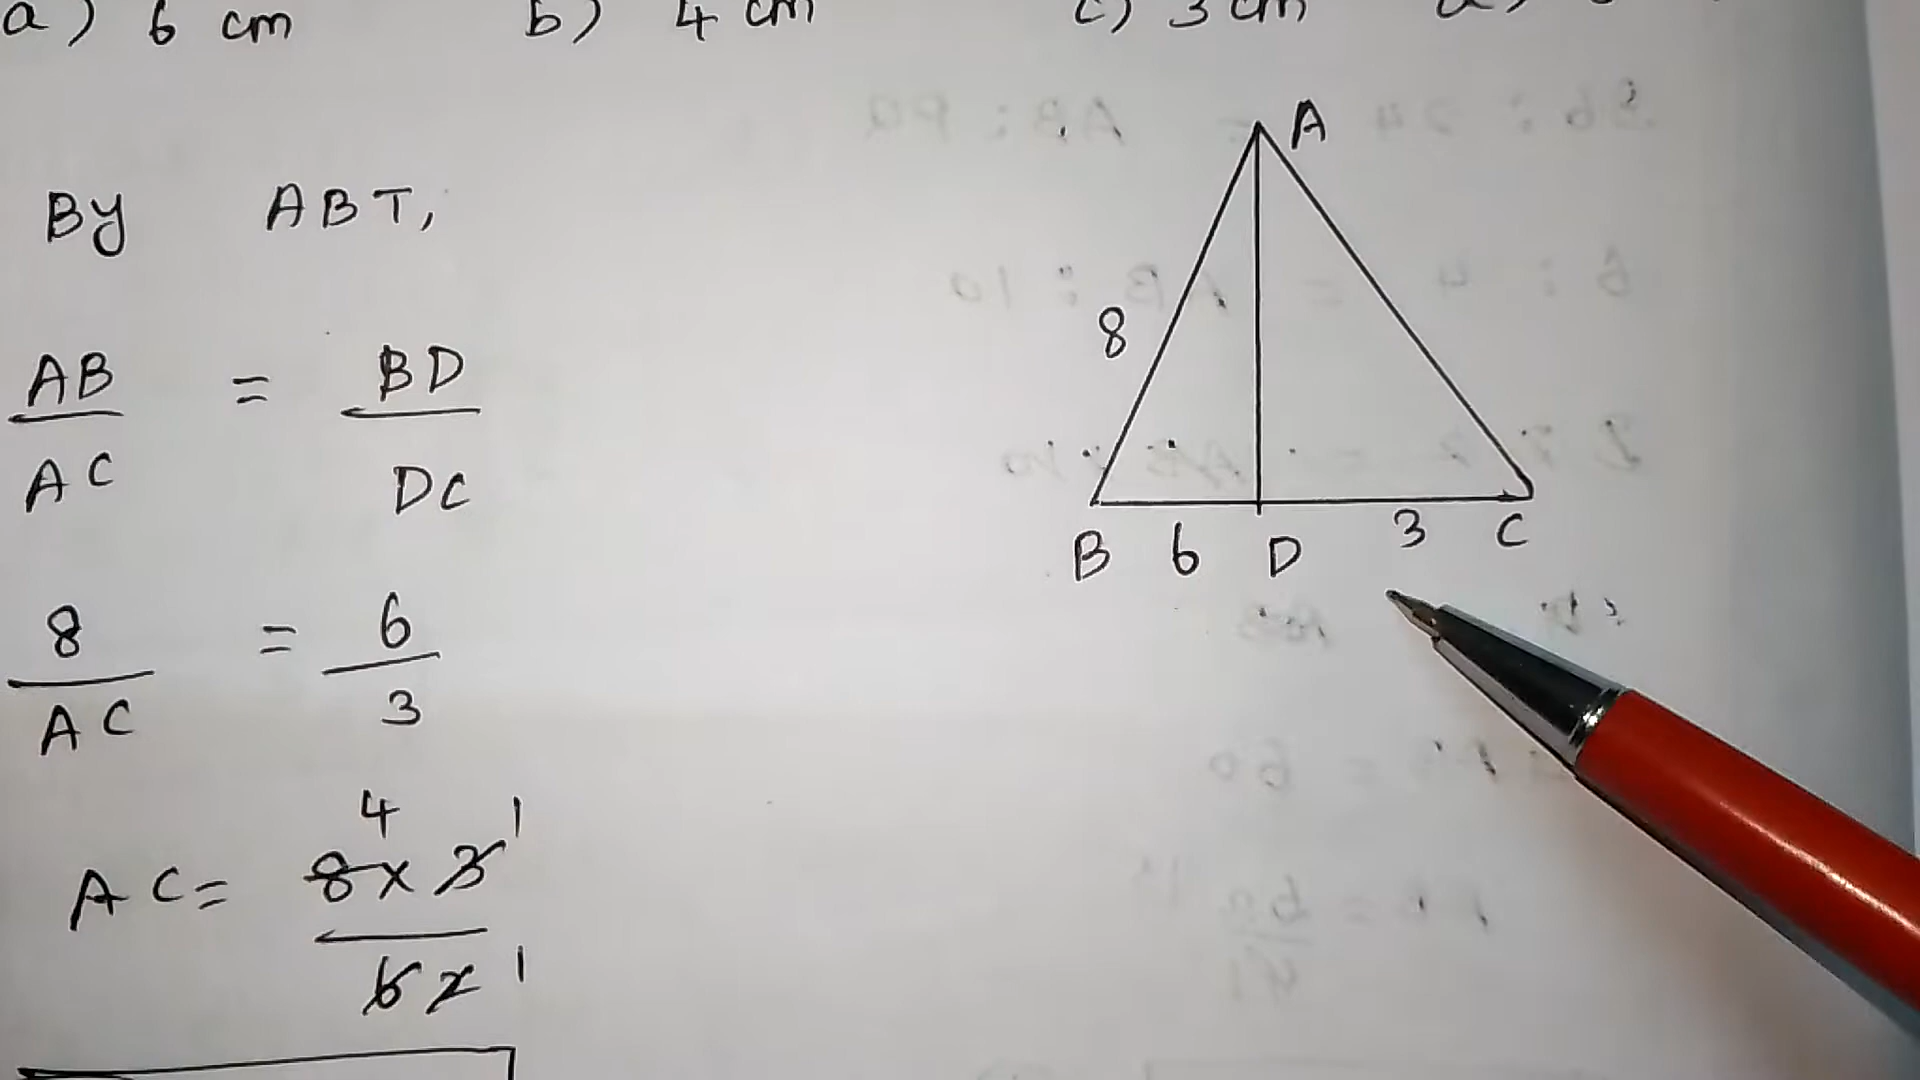 a) 6 cm b) 4 cm c) 3 cm
By ABT,
AB = BD
AC DC
8 = 6
AC 3
4 1
AC = 8 x 3
6 2 1
A
8
B 6 D 3 C